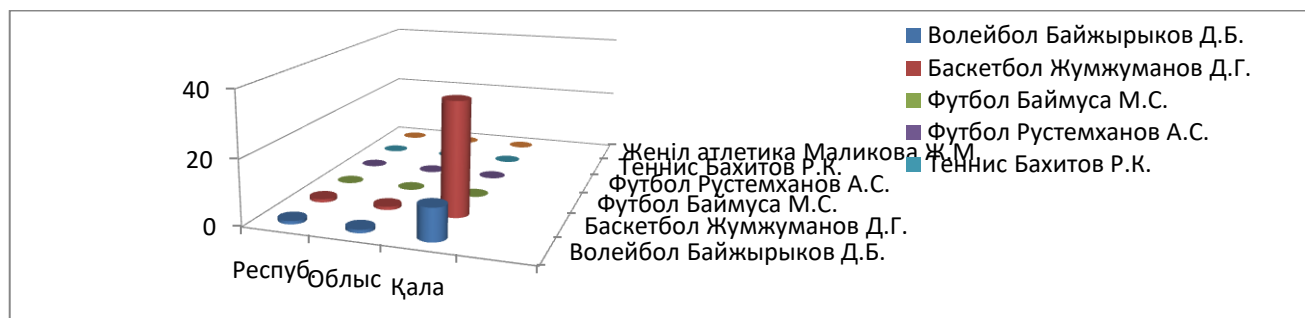 40
20
0
Респуб.
Облыс
Қала
Жеңіл атлетика Маликова Ж.М.
Теннис Бахитов Р.К.
Футбол Рустемханов А.С.
Футбол Баймуса М.С.
Баскетбол Жумжуманов Д.Г.
Волейбол Байжырыков Д.Б.
Волейбол Байжырыков Д.Б.
Баскетбол Жумжуманов Д.Г.
Футбол Баймуса М.С.
Футбол Рустемханов А.С.
Теннис Бахитов Р.К.